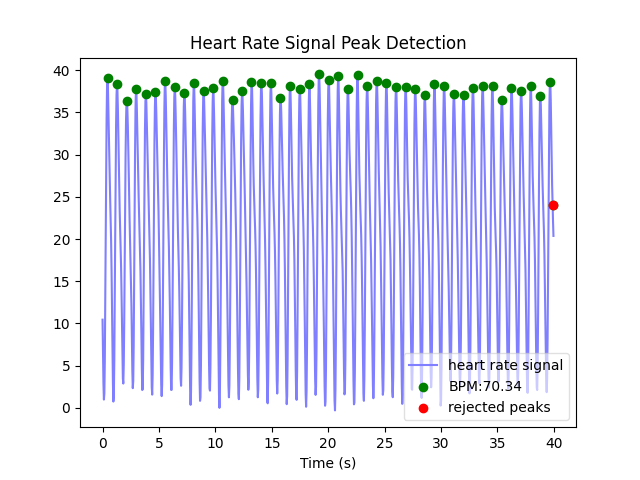 Heart Rate Signal Peak Detection
40
35
30
25
20
15
10
5
0
heart rate signal
BPM:70.34
rejected peaks
0 5 10 15 20 25 30 35 40
Time (s)